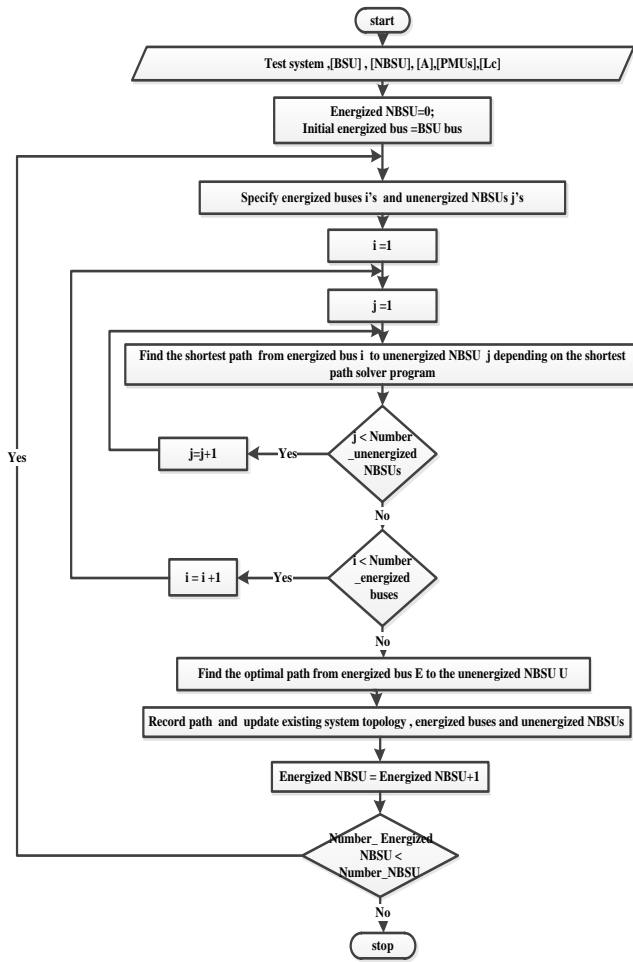 start
Test system ,[BSU] , [NBSU], [A],[PMUs],[Lc]
Energized NBSU=0;
Initial energized bus =BSU bus
Specify energized buses i's and unenergized NBSUs j's
i =1
j =1
Find the shortest path from energized bus i to unenergized NBSU j depending on the shortest
path solver program
j < Number
_unenergized
NBSUs
Yes
j=j+1
Yes
No
i < Number
_energized
buses
Yes
i = i +1
No
Find the optimal path from energized bus E to the unenergized NBSU U
Record path and update existing system topology , energized buses and unenergized NBSUs
Energized NBSU = Energized NBSU+1
Number_ Energized
NBSU <
Number_NBSU
No
stop